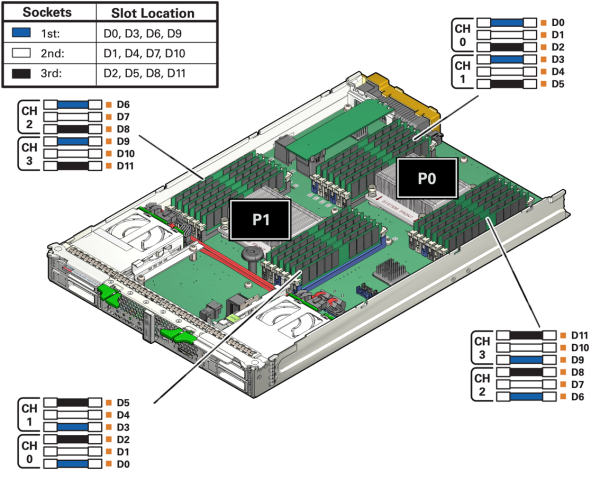 Sockets Slot Location
1st: D0, D3, D6, D9
2nd: D1, D4, D7, D10
3rd: D2, D5, D8, D11
CH 0
D0
D1
D2
CH 1
D3
D4
D5
CH 2
D6
D7
D8
CH 3
D9
D10
D11
P0
P1
CH 3
D11
D10
D9
CH 2
D8
D7
D6
CH 1
D5
D4
D3
CH 0
D2
D1
D0